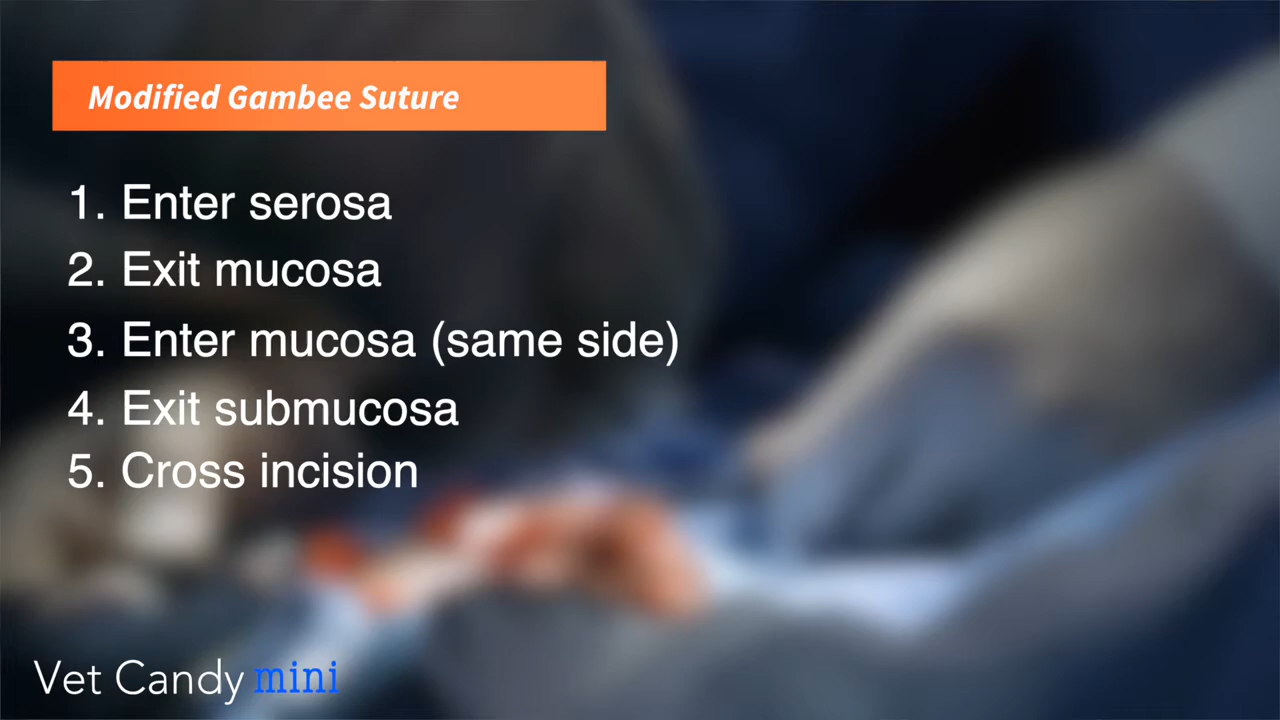 Modified Gambee Suture
1. Enter serosa
2. Exit mucosa
3. Enter mucosa (same side)
4. Exit submucosa
5. Cross incision
Vet Candy mini